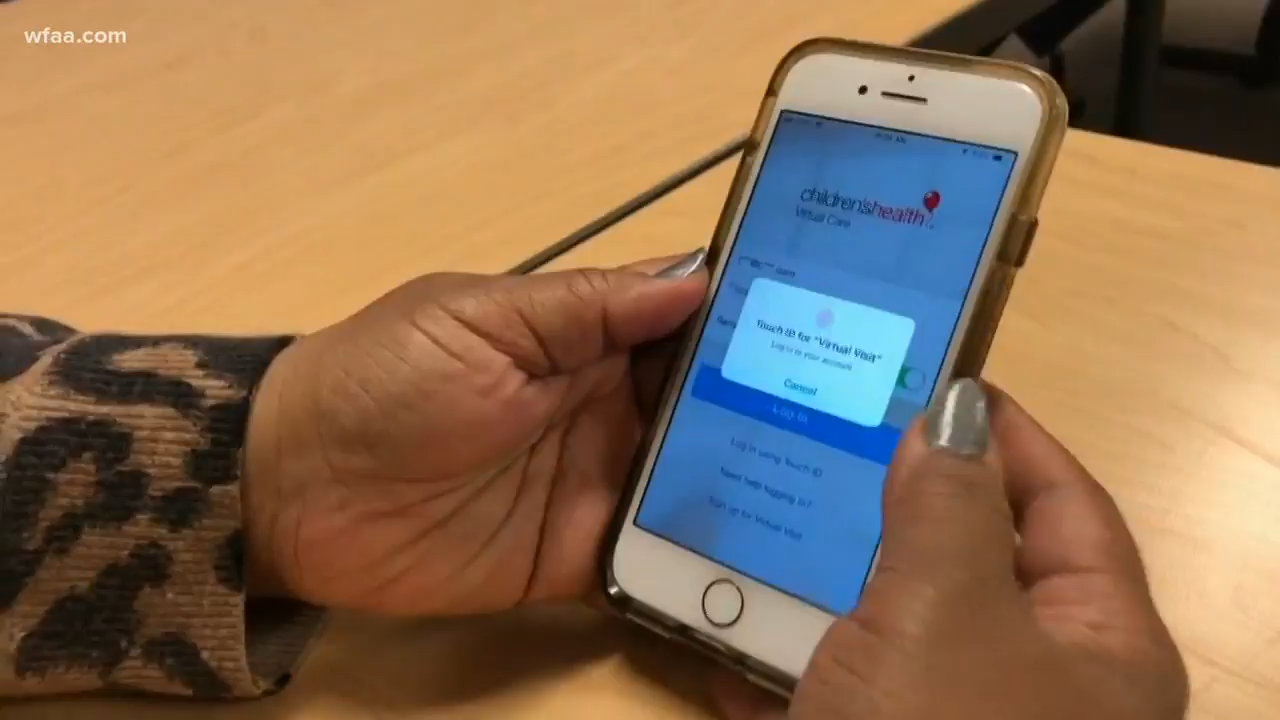 wfaa.com
children'shealth
Virtual Care
Touch ID for "Virtual Visit"
Log in to your account
Cancel
Log In
Log in using Touch ID
Need help logging in?
Sign up for Virtual Visit